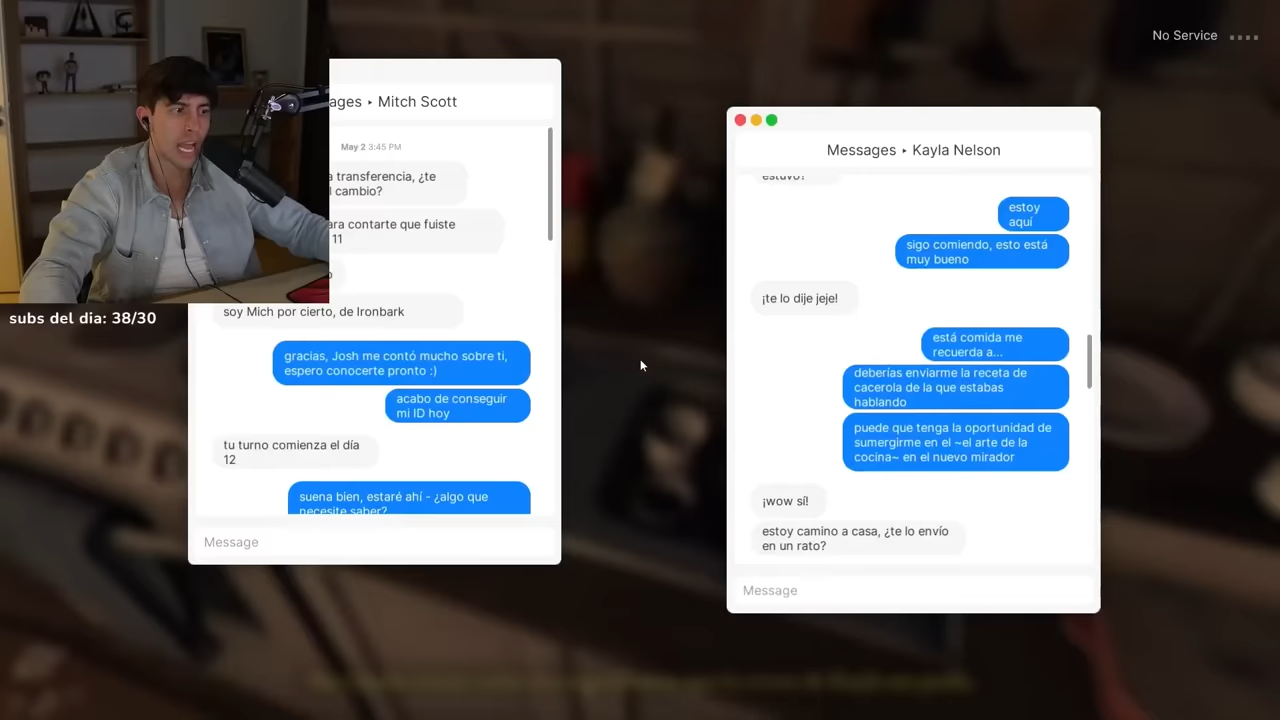 No Service
ages ▸ Mitch Scott
May 2 3:45 PM
a transferencia, ¿te
l cambio?
ara contarte que fuiste
11
o
soy Mich por cierto, de Ironbark
gracias, Josh me contó mucho sobre ti,
espero conocerte pronto :)
acabo de conseguir
mi ID hoy
tu turno comienza el día
12
suena bien, estaré ahí - ¿algo que
necesite saber?
Message
subs del dia: 38/30
Messages ▸ Kayla Nelson
estuvo?
estoy
aquí
sigo comiendo, esto está
muy bueno
¡te lo dije jeje!
está comida me
recuerda a...
deberías enviarme la receta de
cacerola de la que estabas
hablando
puede que tenga la oportunidad de
sumergirme en el ~el arte de la
cocina~ en el nuevo mirador
¡wow sí!
estoy camino a casa, ¿te lo envío
en un rato?
Message